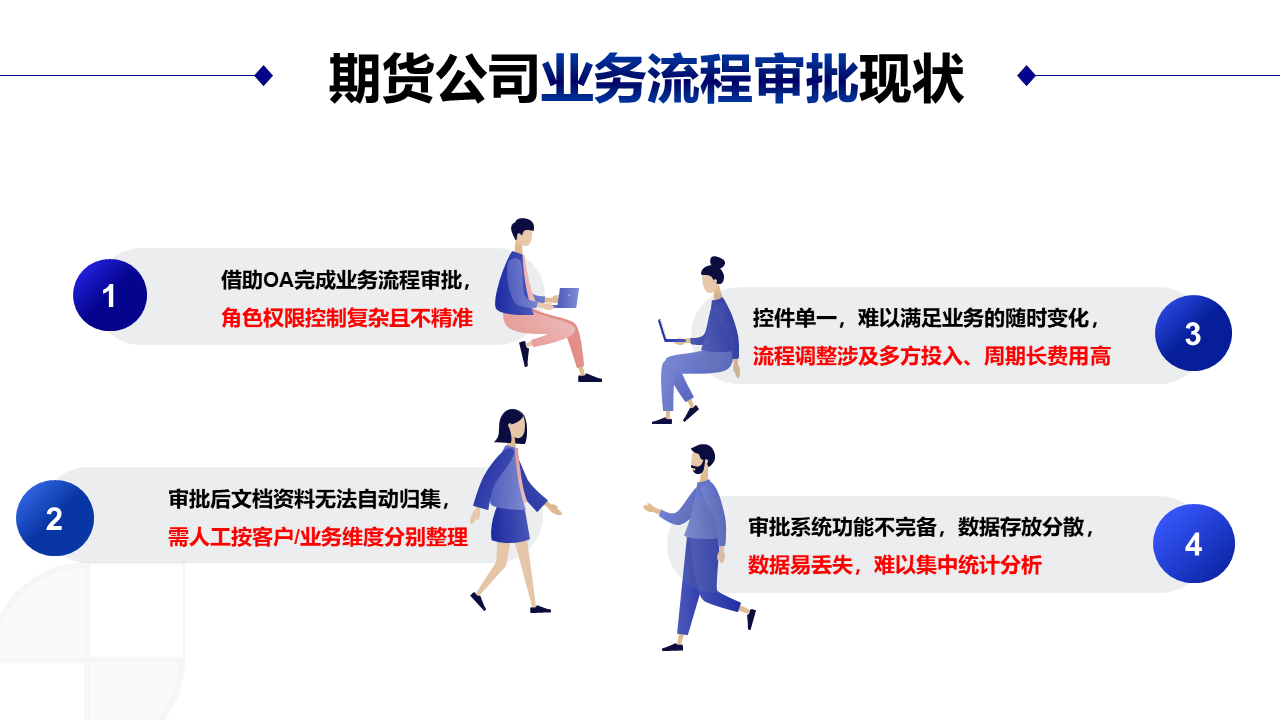 期货公司业务流程审批现状
1
借助OA完成业务流程审批，
角色权限控制复杂且不精准
2
审批后文档资料无法自动归集，
需人工按客户/业务维度分别整理
3
控件单一，难以满足业务的随时变化，
流程调整涉及多方投入、周期长费用高
4
审批系统功能不完备，数据存放分散，
数据易丢失，难以集中统计分析